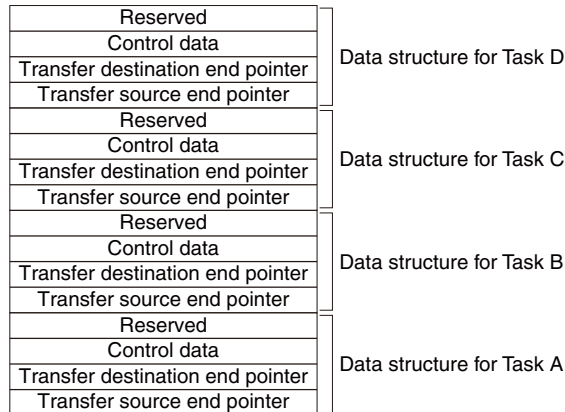 Reserved
Control data
Transfer destination end pointer
Transfer source end pointer
Data structure for Task D
Reserved
Control data
Transfer destination end pointer
Transfer source end pointer
Data structure for Task C
Reserved
Control data
Transfer destination end pointer
Transfer source end pointer
Data structure for Task B
Reserved
Control data
Transfer destination end pointer
Transfer source end pointer
Data structure for Task A